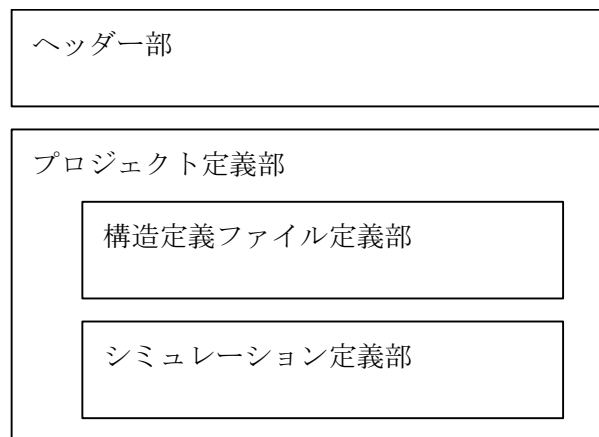 ヘッダー部
プロジェクト定義部
構造定義ファイル定義部
シミュレーション定義部